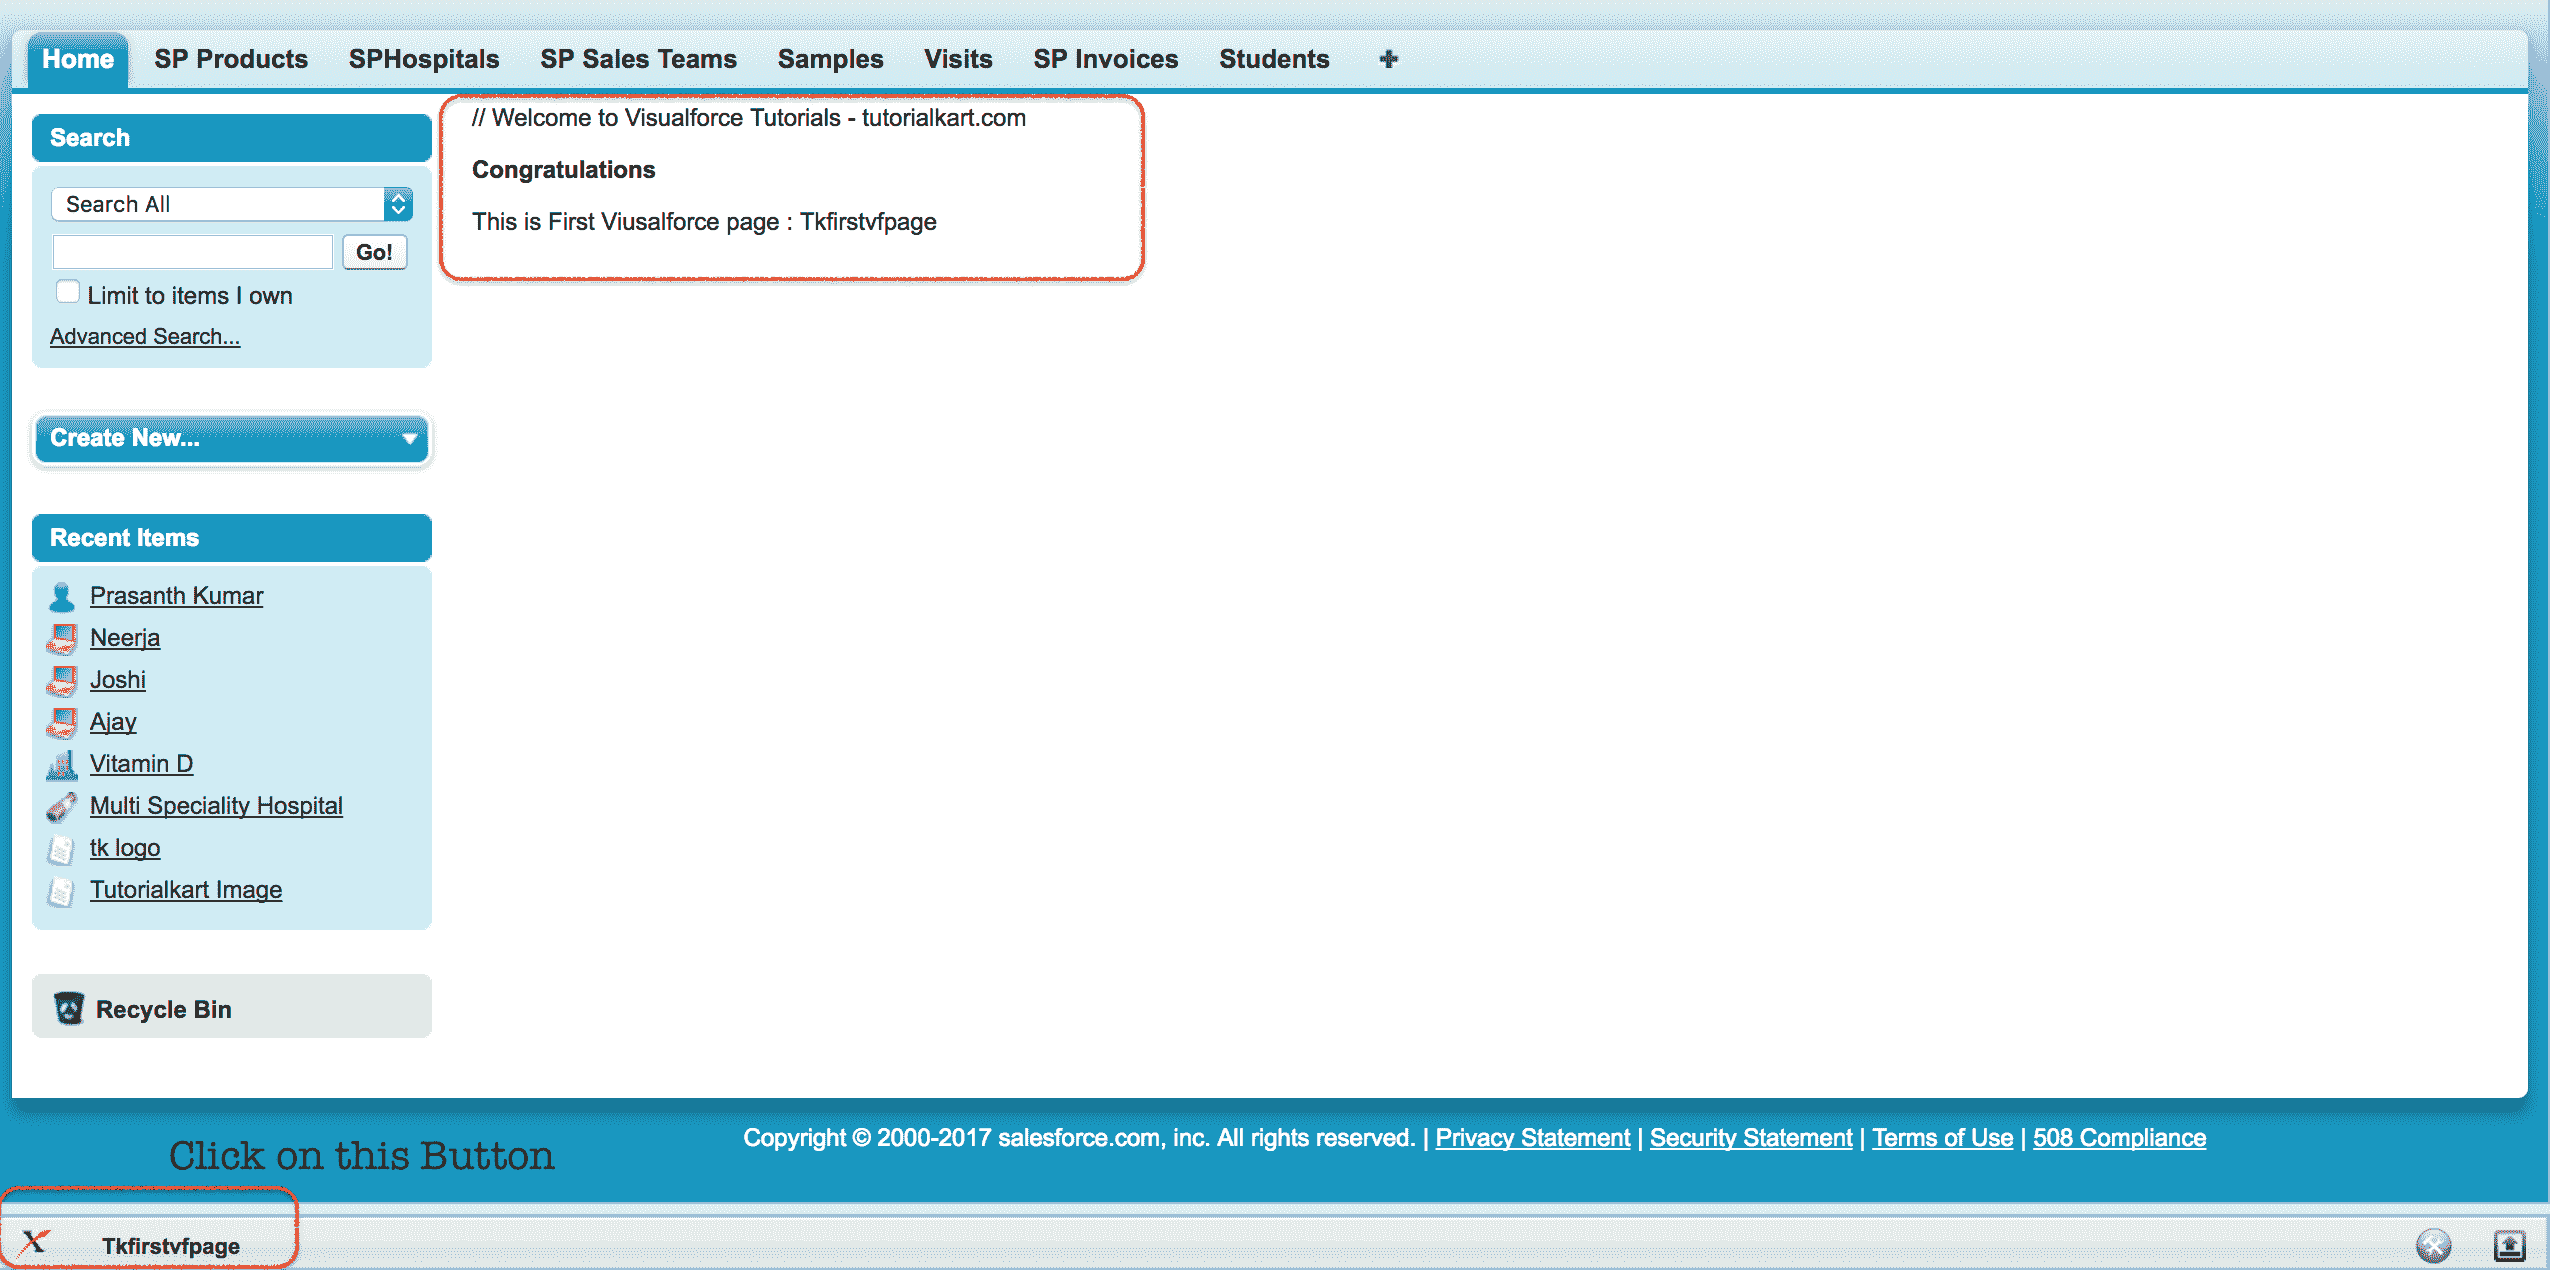 Home SP Products SPHospitals SP Sales Teams Samples Visits SP Invoices Students
Search
Search All
Go!
Limit to items I own
Advanced Search...
Create New...
Recent Items
Prasanth Kumar
Neerja
Joshi
Ajay
Vitamin D
Multi Speciality Hospital
tk logo
Tutorialkart Image
Recycle Bin
// Welcome to Visualforce Tutorials - tutorialkart.com
Congratulations
This is First Viusalforce page : Tkfirstvfpage
Copyright © 2000-2017 salesforce.com, inc. All rights reserved. | Privacy Statement | Security Statement | Terms of Use | 508 Compliance
Click on this Button
Tkfirstvfpage